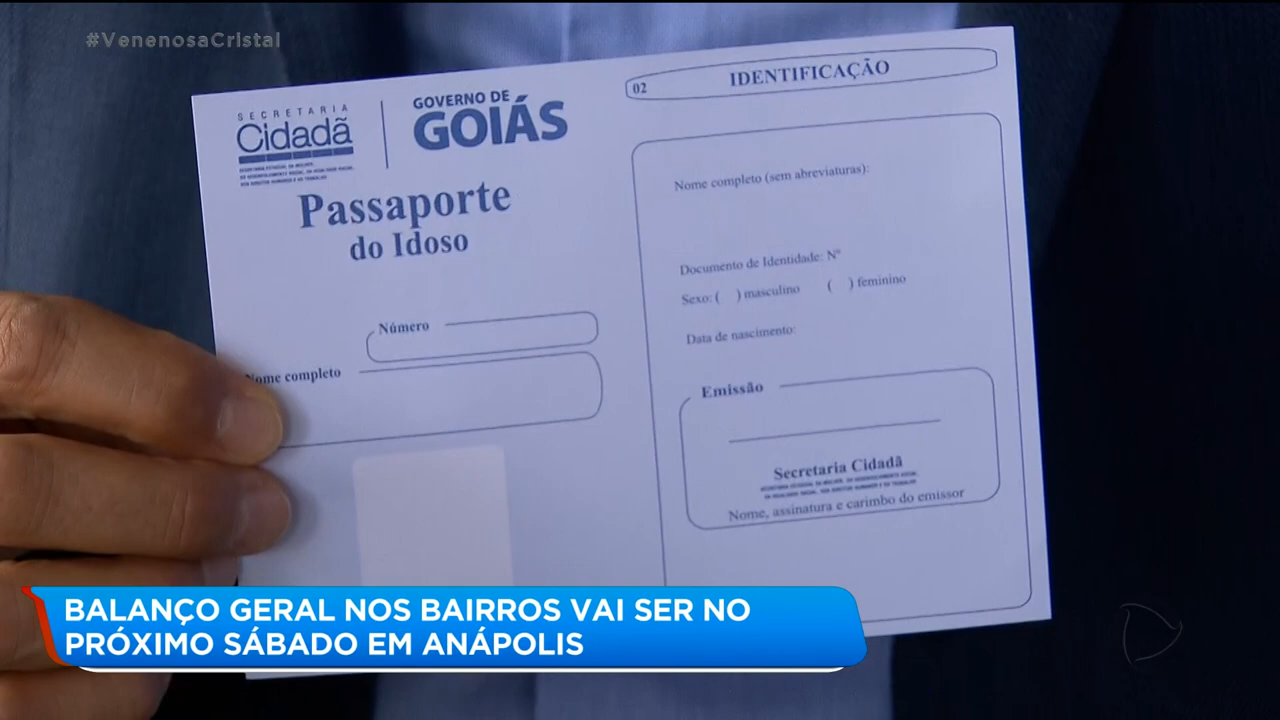 #VenenosaCristal
SECRETARIA
Cidadã
GOVERNO DE
GOIÁS
Passaporte
do Idoso
Número
Nome completo
02
IDENTIFICAÇÃO
Nome completo (sem abreviaturas):
Documento de Identidade: Nº
Sexo: ( ) masculino ( ) feminino
Data de nascimento:
Emissão
Secretaria Cidadã
Nome, assinatura e carimbo do emissor
BALANÇO GERAL NOS BAIRROS VAI SER NO
PRÓXIMO SÁBADO EM ANÁPOLIS